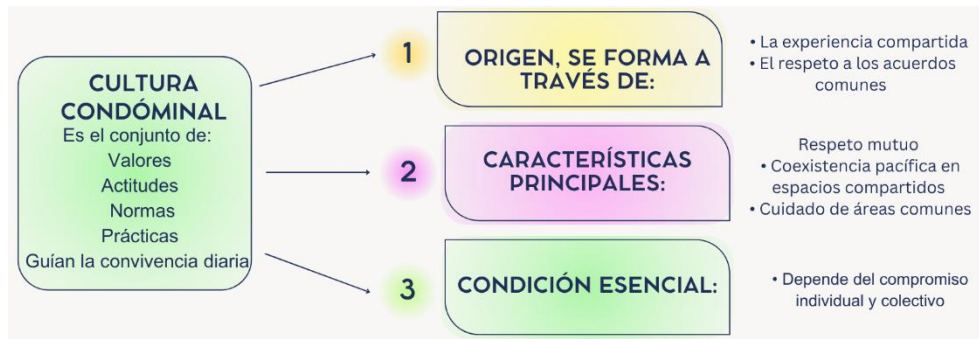 CULTURA
CONDÓMINAL
Es el conjunto de:
Valores
Actitudes
Normas
Prácticas
Guían la convivencia diaria
1
ORIGEN, SE FORMA A
TRAVÉS DE:
• La experiencia compartida
• El respeto a los acuerdos
comunes
2
CARACTERÍSTICAS
PRINCIPALES:
Respeto mutuo
• Coexistencia pacífica en
espacios compartidos
• Cuidado de áreas comunes
3
CONDICIÓN ESENCIAL:
• Depende del compromiso
individual y colectivo